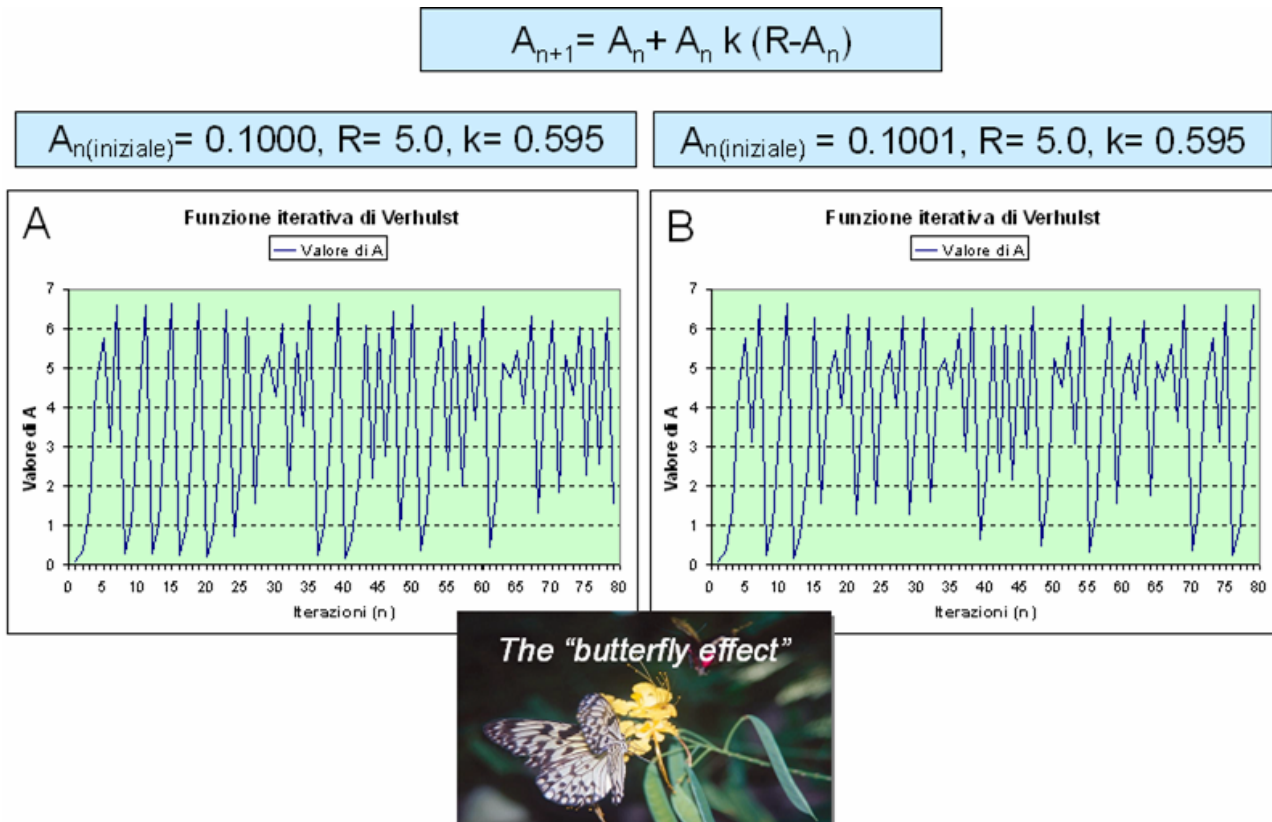 Aₙ₊₁= Aₙ+ Aₙ k (R-Aₙ)
Aₙ(iniziale)= 0.1000, R= 5.0, k= 0.595
Aₙ(iniziale) = 0.1001, R= 5.0, k= 0.595
A
Funzione iterativa di Verhulst
Valore di A
Valore di A
7
6
5
4
3
2
1
0
0 5 10 15 20 25 30 35 40 45 50 55 60 65 70 75 80
Iterazioni (n)
B
Funzione iterativa di Verhulst
Valore di A
Valore di A
7
6
5
4
3
2
1
0
0 5 10 15 20 25 30 35 40 45 50 55 60 65 70 75 80
Iterazioni (n)
The “butterfly effect”